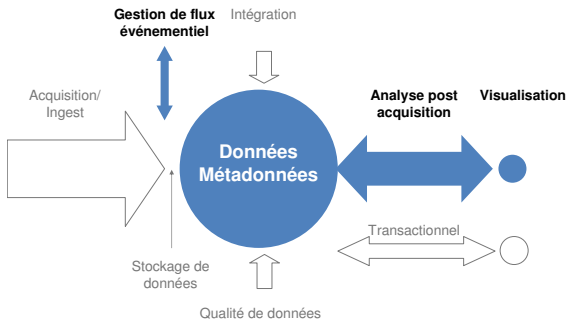 Gestion de flux
événementiel
Intégration
Acquisition/
Ingest
Analyse post
acquisition
Visualisation
Données
Métadonnées
Transactionnel
Stockage de
données
Qualité de données